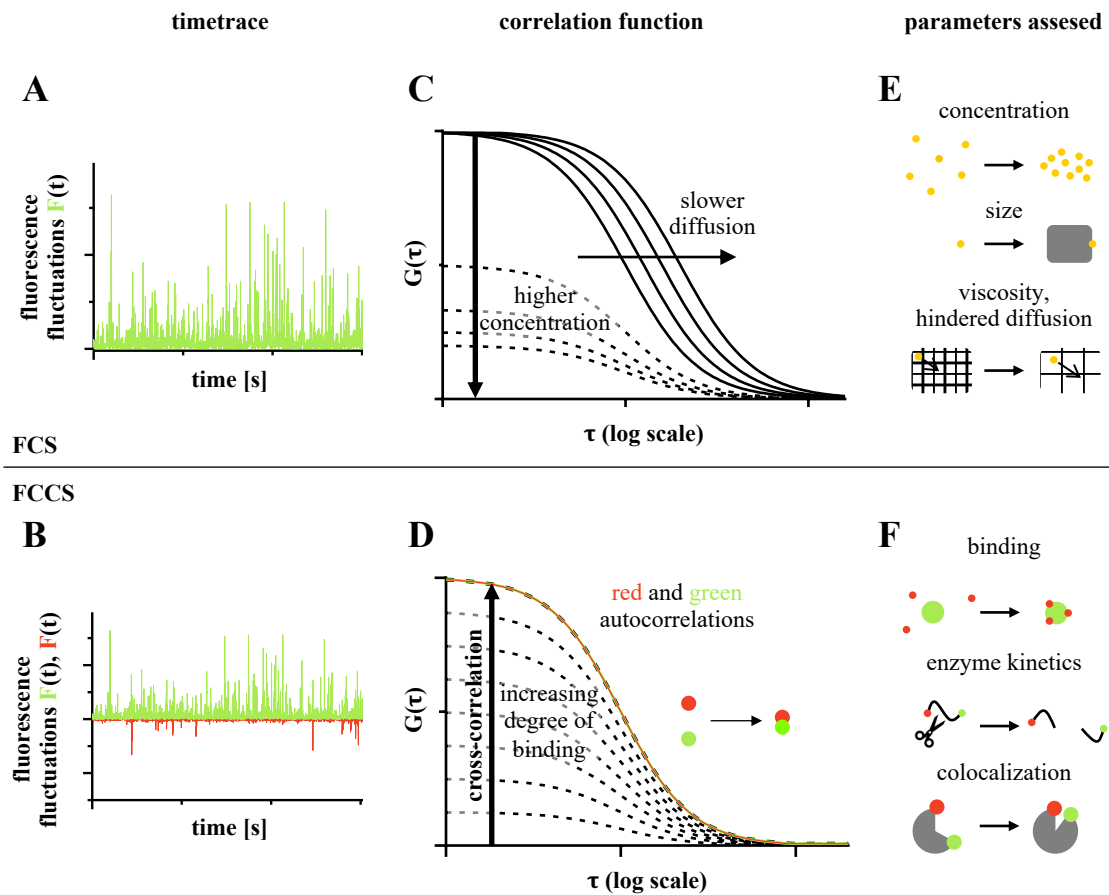 timetrace
correlation function
parameters assesed
A
fluorescence
fluctuations F(t)
time [s]
C
G(τ)
slower
diffusion
higher
concentration
τ (log scale)
E
concentration
size
viscosity,
hindered diffusion
FCS
FCCS
B
fluorescence
fluctuations F(t), F(t)
time [s]
D
G(τ)
cross-correlation
red and green
autocorrelations
increasing
degree of
binding
τ (log scale)
F
binding
enzyme kinetics
colocalization